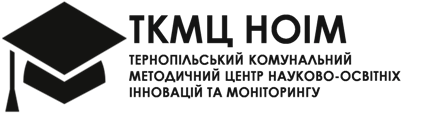 ТКМЦ НОІМ
ТЕРНОПІЛЬСЬКИЙ КОМУНАЛЬНИЙ
МЕТОДИЧНИЙ ЦЕНТР НАУКОВО-ОСВІТНІХ
ІННОВАЦІЙ ТА МОНІТОРИНГУ